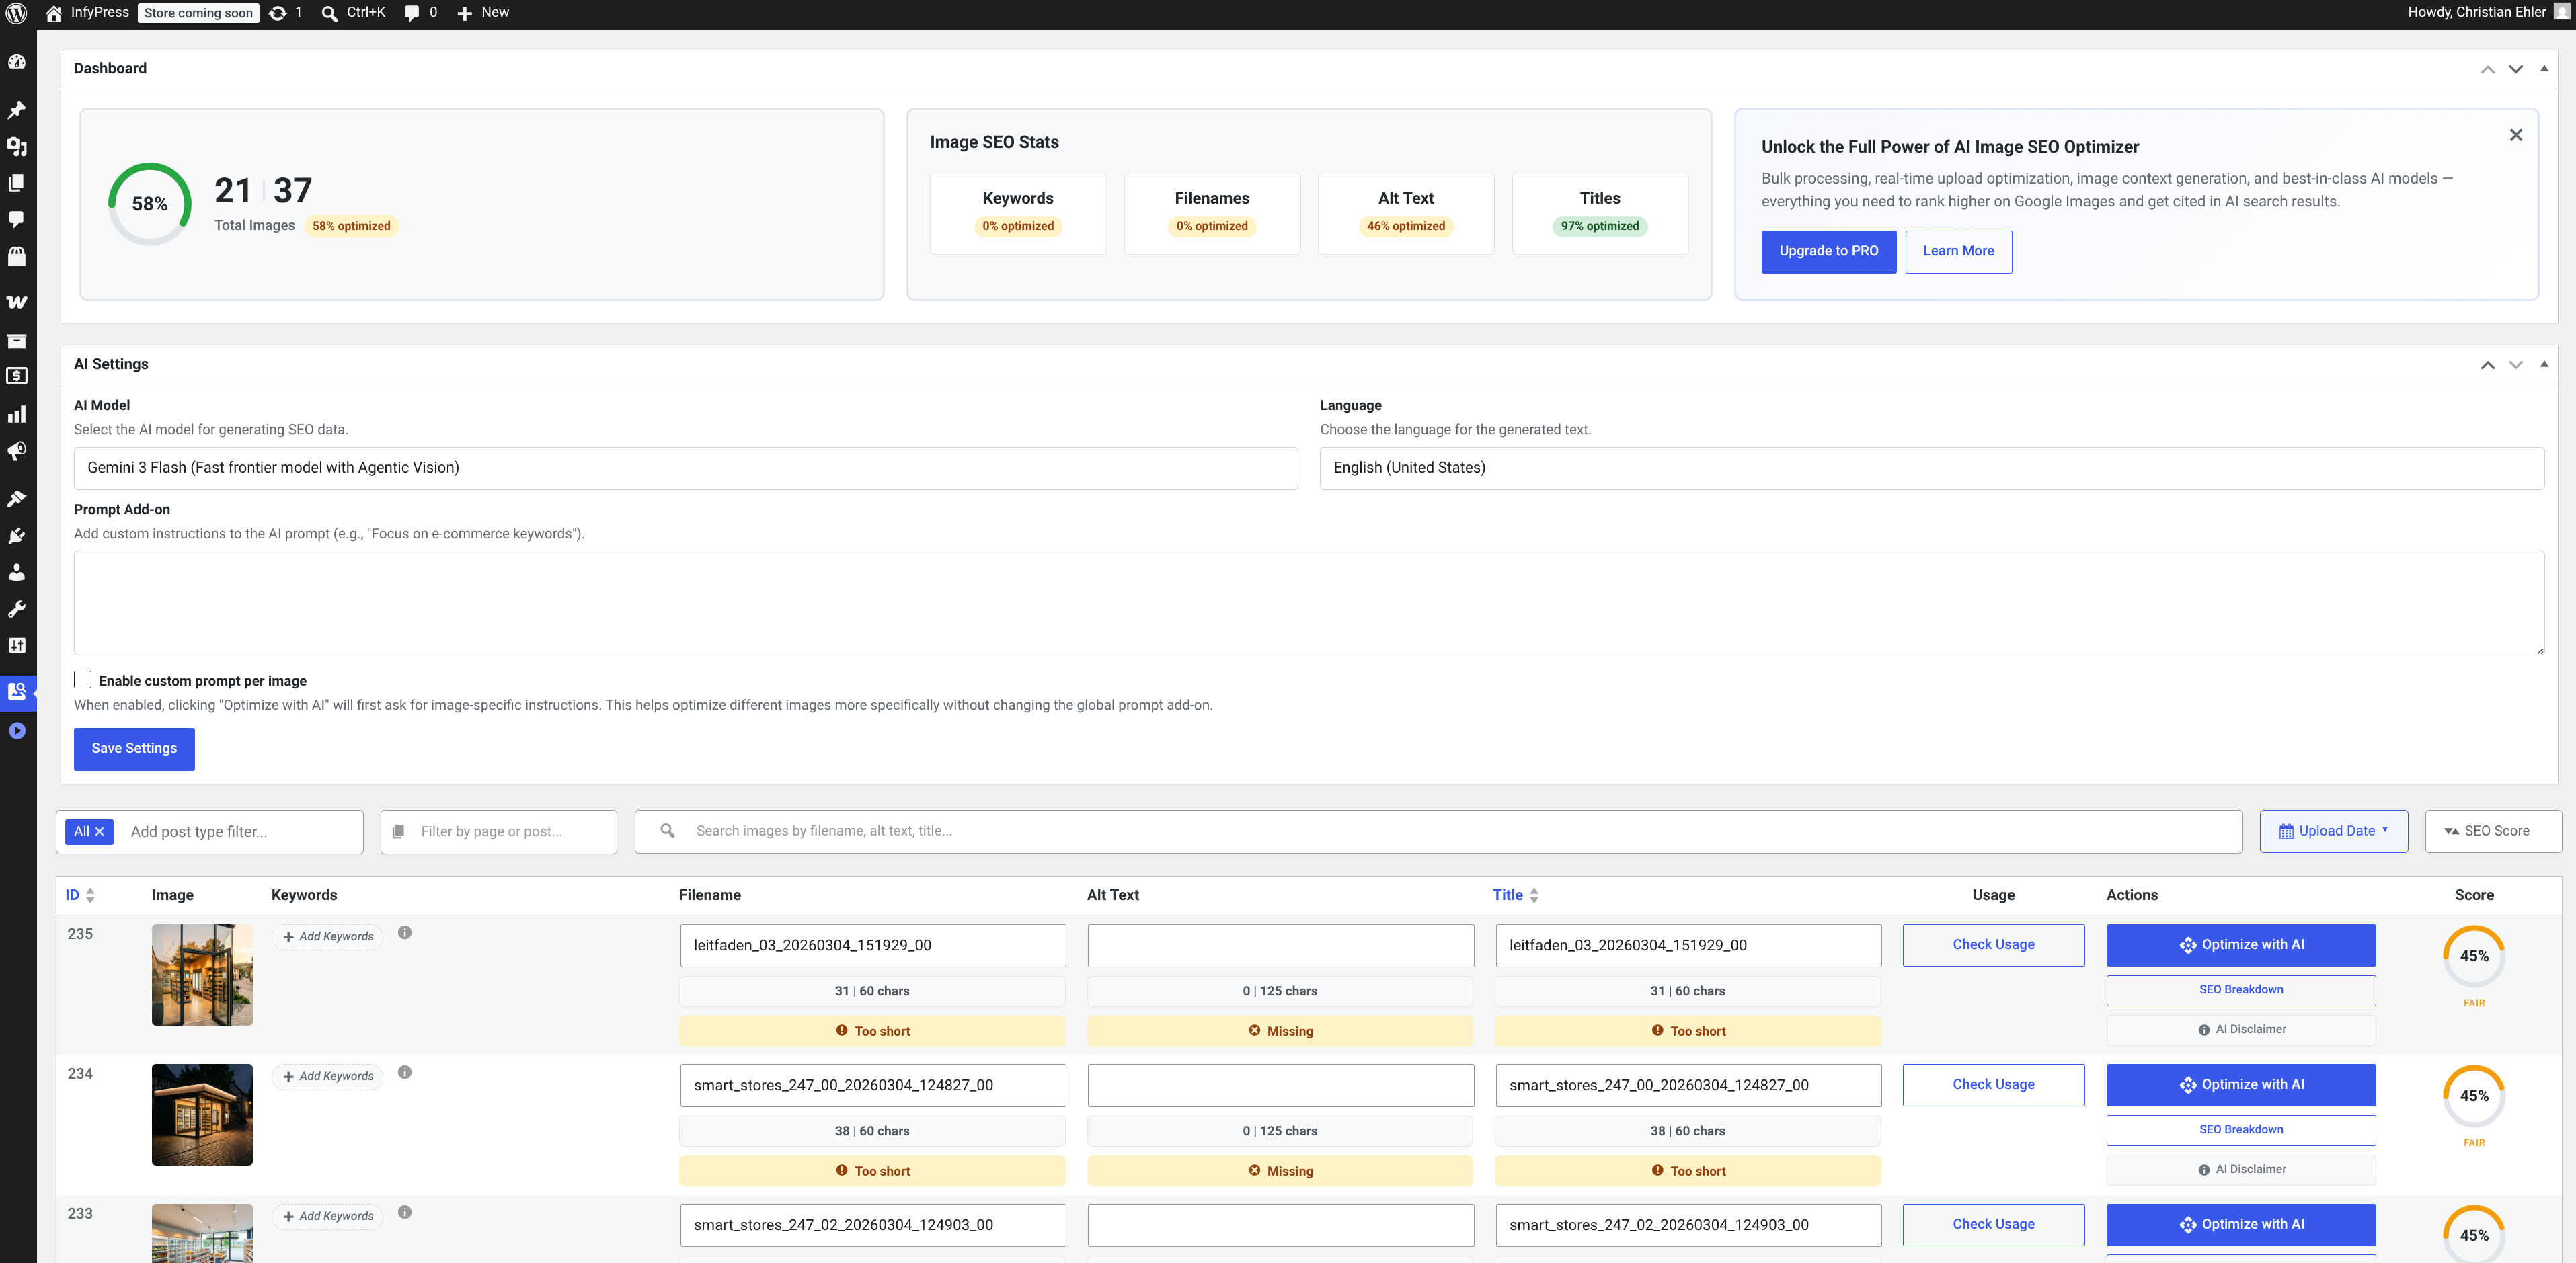 InfyPress Store coming soon 1 Ctrl+K 0 New Howdy, Christian Ehler
Dashboard
58%
21 | 37
Total Images 58% optimized
Image SEO Stats
Keywords Filenames Alt Text Titles
0% optimized 0% optimized 46% optimized 97% optimized
Unlock the Full Power of AI Image SEO Optimizer
Bulk processing, real-time upload optimization, image context generation, and best-in-class AI models —
everything you need to rank higher on Google Images and get cited in AI search results.
Upgrade to PRO Learn More
AI Settings
AI Model
Select the AI model for generating SEO data.
Gemini 3 Flash (Fast frontier model with Agentic Vision)
Language
Choose the language for the generated text.
English (United States)
Prompt Add-on
Add custom instructions to the AI prompt (e.g., "Focus on e-commerce keywords").
Enable custom prompt per image
When enabled, clicking "Optimize with AI" will first ask for image-specific instructions. This helps optimize different images more specifically without changing the global prompt add-on.
Save Settings
All Add post type filter... Filter by page or post... Search images by filename, alt text, title... Upload Date SEO Score
ID Image Keywords Filename Alt Text Title Usage Actions Score
235 Add Keywords leitfaden_03_20260304_151929_00 leitfaden_03_20260304_151929_00 Check Usage Optimize with AI 45%
31 | 60 chars 0 | 125 chars 31 | 60 chars SEO Breakdown FAIR
Too short Missing Too short AI Disclaimer
234 Add Keywords smart_stores_247_00_20260304_124827_00 smart_stores_247_00_20260304_124827_00 Check Usage Optimize with AI 45%
38 | 60 chars 0 | 125 chars 38 | 60 chars SEO Breakdown FAIR
Too short Missing Too short AI Disclaimer
233 Add Keywords smart_stores_247_02_20260304_124903_00 smart_stores_247_02_20260304_124903_00 Check Usage Optimize with AI 45%